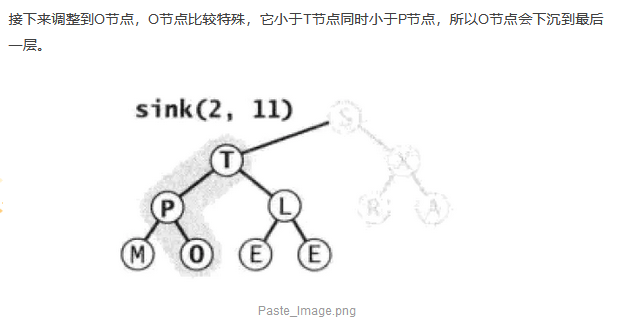 接下来调整到O节点，O节点比较特殊，它小于T节点同时小于P节点，所以O节点会下沉到最后
一层。
sink(2, 11)
S
T
X
P
L
R
A
M
O
E
E
Paste_Image.png